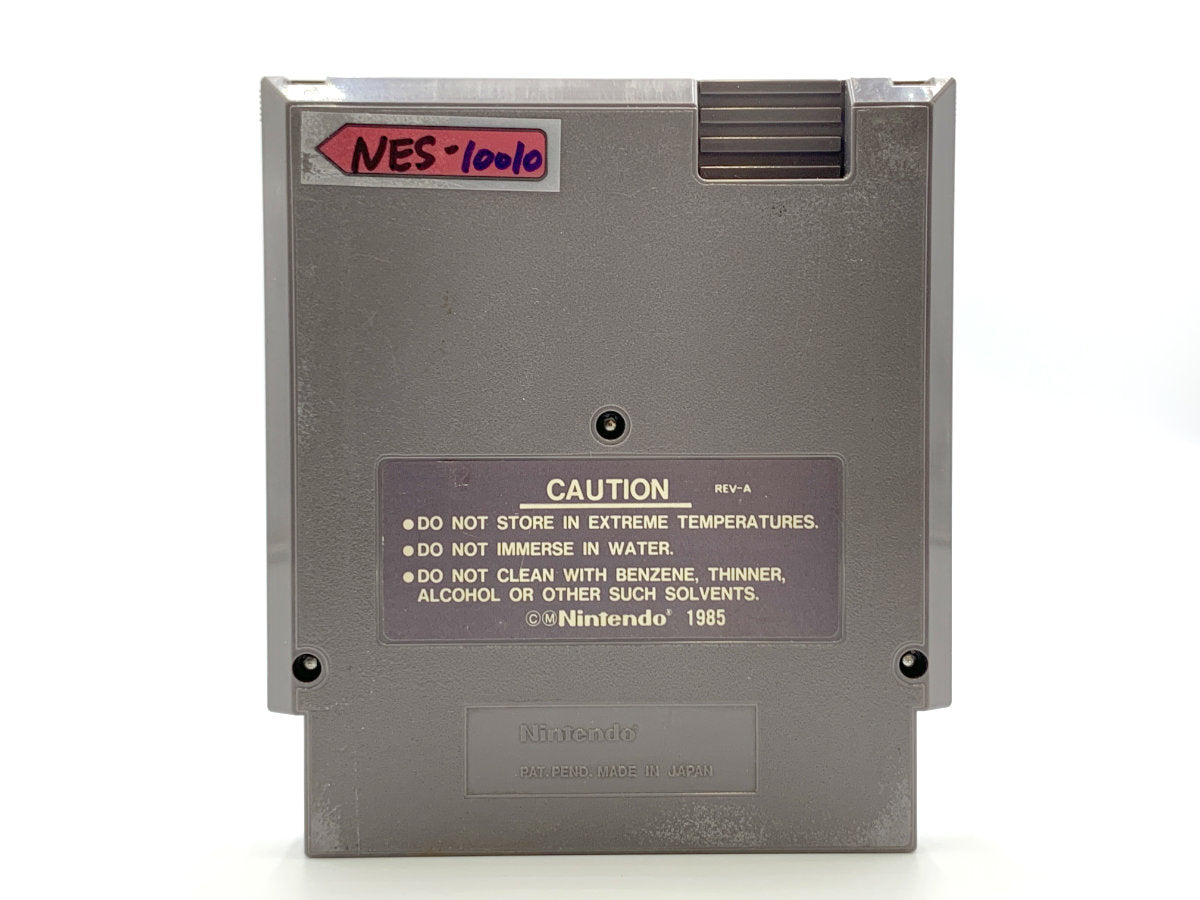 NES-10010
CAUTION REV-A
●DO NOT STORE IN EXTREME TEMPERATURES.
●DO NOT IMMERSE IN WATER.
●DO NOT CLEAN WITH BENZENE, THINNER,
ALCOHOL OR OTHER SUCH SOLVENTS.
ⒸⓂNintendo® 1985
Nintendo®
PAT. PEND. MADE IN JAPAN